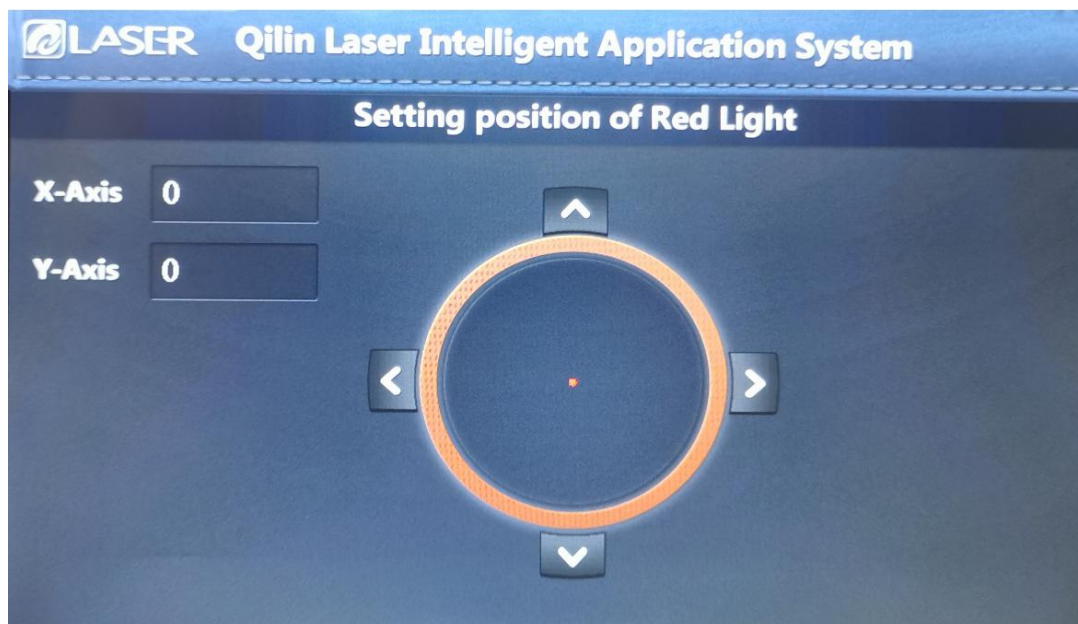 LASER Qilin Laser Intelligent Application System
Setting position of Red Light
X-Axis 0
Y-Axis 0